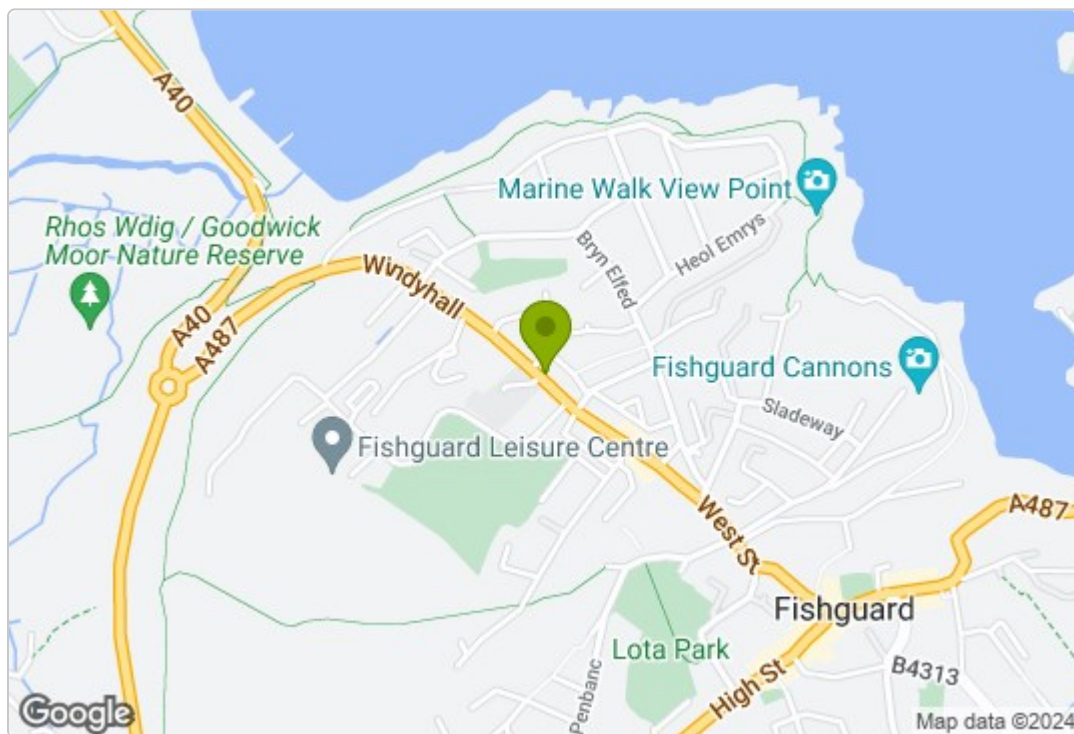 A40
Marine Walk View Point
Rhos Wdig / Goodwick
Moor Nature Reserve
Bryn Elfed
Heol Emrys
Windyhall
A40
A487
Fishguard Cannons
Sladeway
Fishguard Leisure Centre
West St
A487
Fishguard
Lota Park
Penbanc
High St
B4313
Google
Map data ©2024